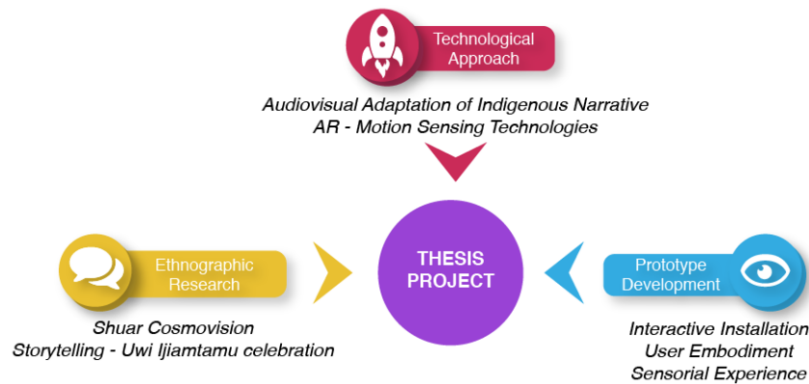 Technological
Approach
Audiovisual Adaptation of Indigenous Narrative
AR - Motion Sensing Technologies
THESIS
PROJECT
Ethnographic
Research
Shuar Cosmovision
Storytelling - Uwi Ijiamtamu celebration
Prototype
Development
Interactive Installation
User Embodiment
Sensorial Experience